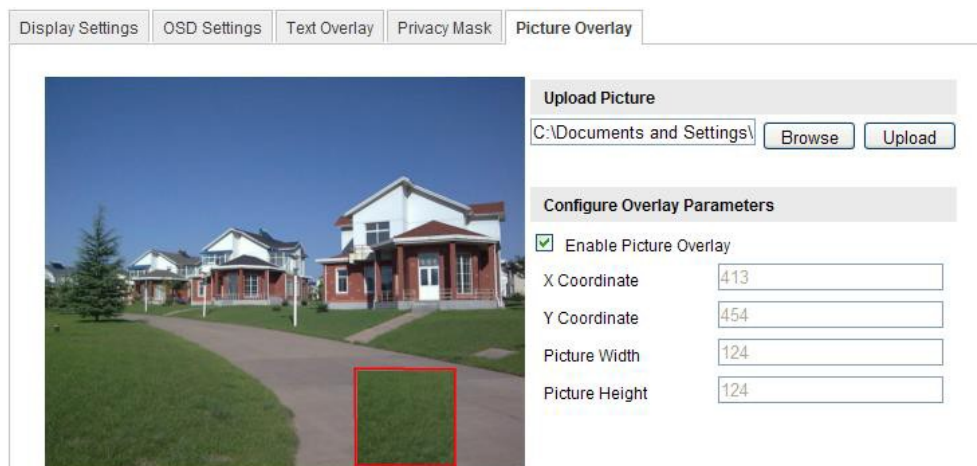 Display Settings
OSD Settings
Text Overlay
Privacy Mask
Picture Overlay
Upload Picture
C:\Documents and Settings\
Browse
Upload
Configure Overlay Parameters
Enable Picture Overlay
X Coordinate 413
Y Coordinate 454
Picture Width 124
Picture Height 124